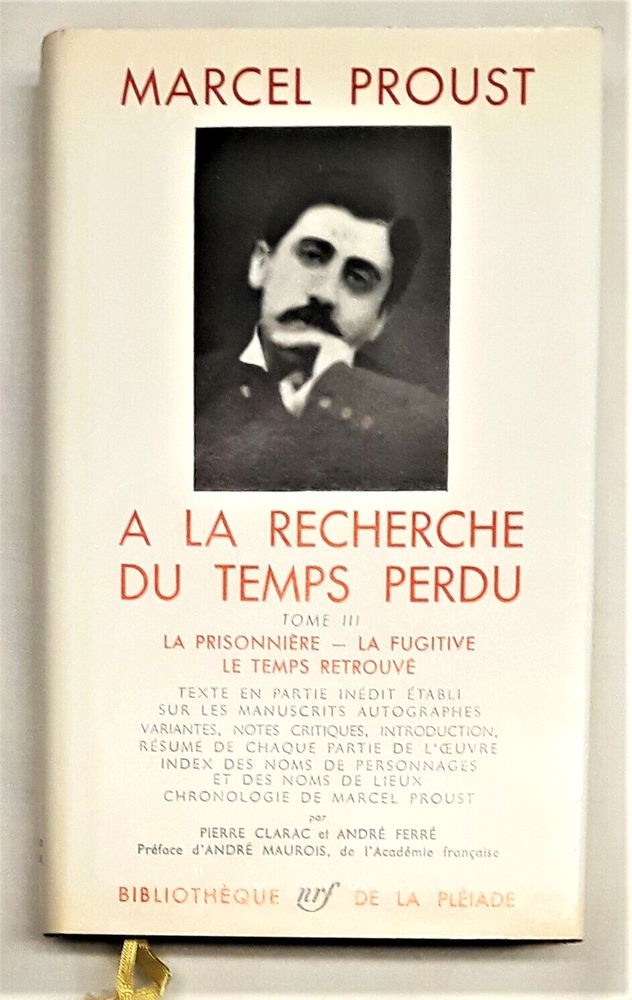 MARCEL PROUST
A LA RECHERCHE
DU TEMPS PERDU
TOME III
LA PRISONNIÈRE — LA FUGITIVE
LE TEMPS RETROUVÉ
TEXTE EN PARTIE INÉDIT ÉTABLI
SUR LES MANUSCRITS AUTOGRAPHES
VARIANTES, NOTES CRITIQUES, INTRODUCTION,
RÉSUMÉ DE CHAQUE PARTIE DE L'ŒUVRE
INDEX DES NOMS DE PERSONNAGES
ET DES NOMS DE LIEUX
CHRONOLOGIE DE MARCEL PROUST
par
PIERRE CLARAC et ANDRÉ FERRÉ
Préface d'ANDRÉ MAUROIS, de l'Académie française
BIBLIOTHÈQUE nrf DE LA PLÉIADE